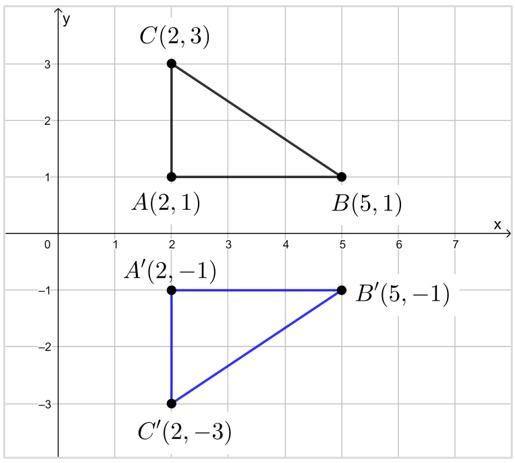 y
C(2, 3)
3
2
1
A(2, 1)
B(5, 1)
x
0 1 2 3 4 5 6 7
A′(2, −1)
−1
B′(5, −1)
−2
−3
C′(2, −3)